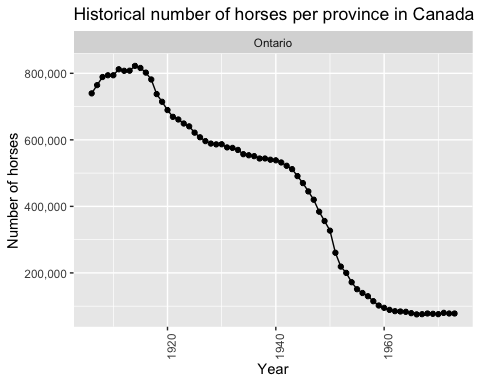 Historical number of horses per province in Canada
Ontario
800,000
600,000
400,000
200,000
Number of horses
1920
1940
1960
Year